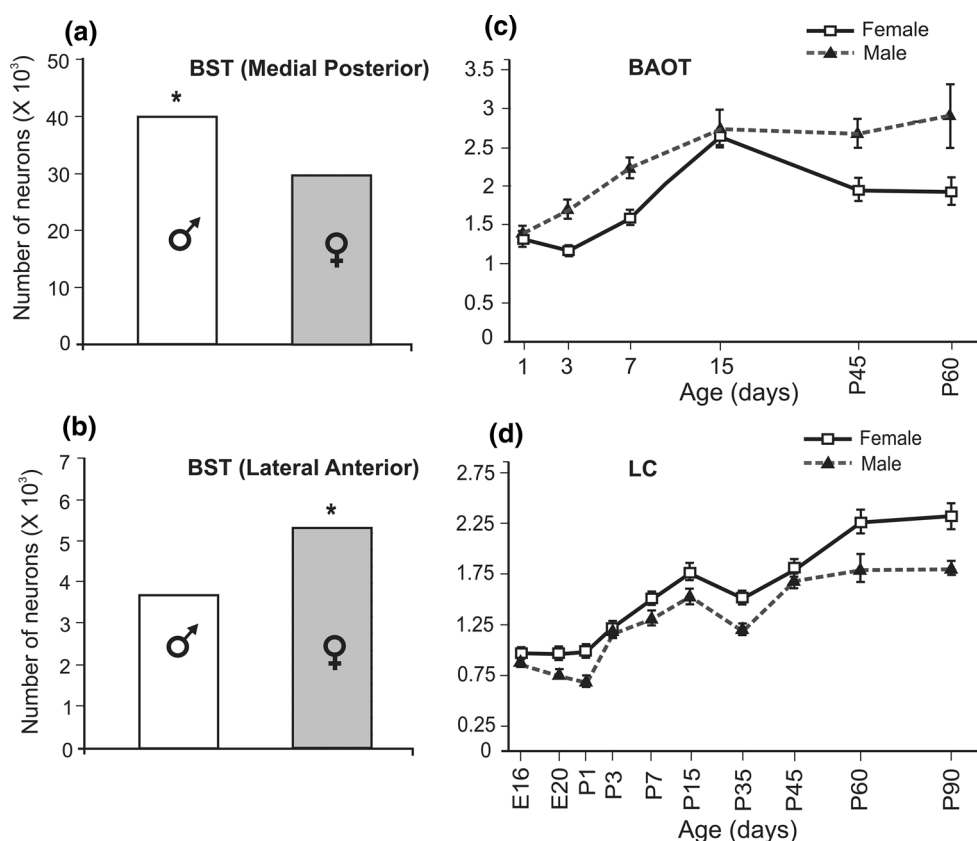 (a)
BST (Medial Posterior)
Number of neurons (X 10³)
50
40
30
20
10
0
*
♂
♀
(b)
BST (Lateral Anterior)
Number of neurons (X 10³)
7
6
5
4
3
2
1
0
*
♂
♀
(c)
BAOT
Female
Male
3.5
3
2.5
2
1.5
1
0.5
0
1 3 7 15 P45 P60
Age (days)
(d)
LC
Female
Male
2.75
2.25
1.75
1.25
0.75
0.25
0
E16 E20 P1 P3 P7 P15 P35 P45 P60 P90
Age (days)